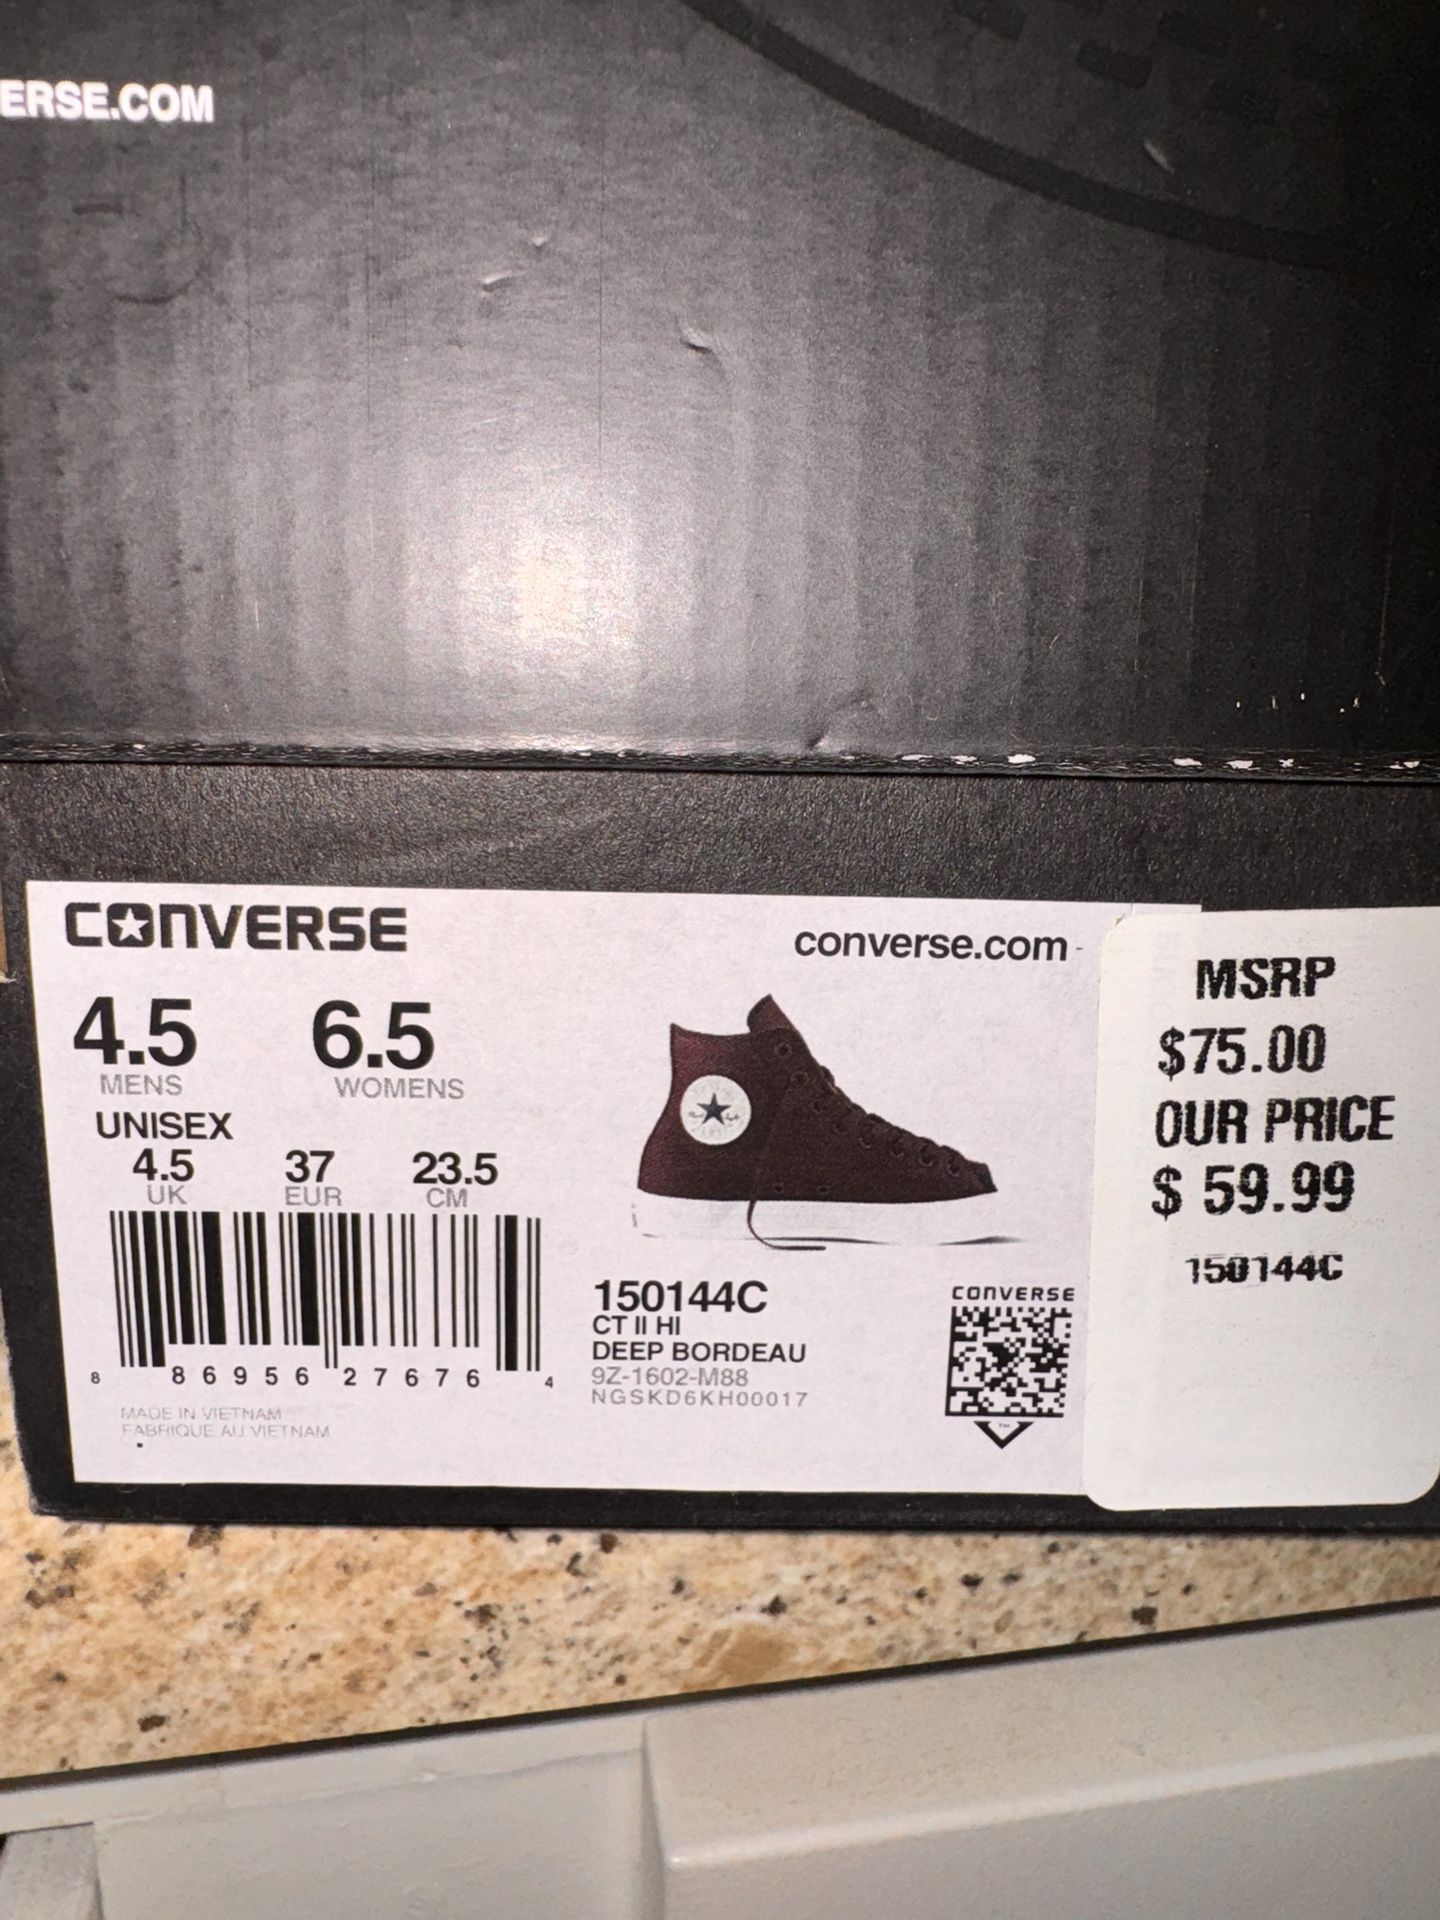 ERSE.COM
CONVERSE
converse.com
4.5 6.5
MENS WOMENS
UNISEX
4.5 37 23.5
UK EUR CM
8 86956 27676 4
MADE IN VIETNAM
FABRIQUE AU VIETNAM
150144C
CT II HI
DEEP BORDEAU
9Z-1602-M88
NGSKD6KH00017
CONVERSE
TM
MSRP
$75.00
OUR PRICE
$ 59.99
150144C